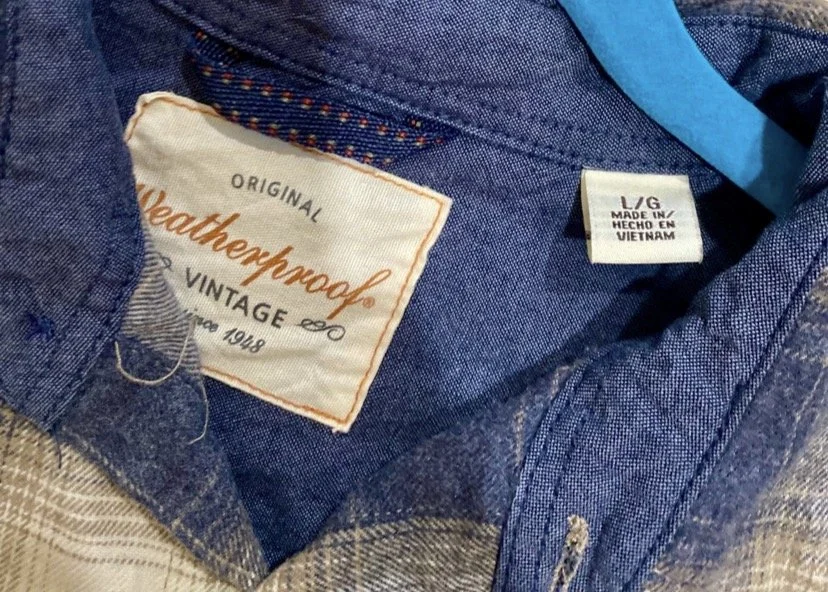 ORIGINAL
Weatherproof®
VINTAGE
since 1948
L/G
MADE IN/
HECHO EN
VIETNAM